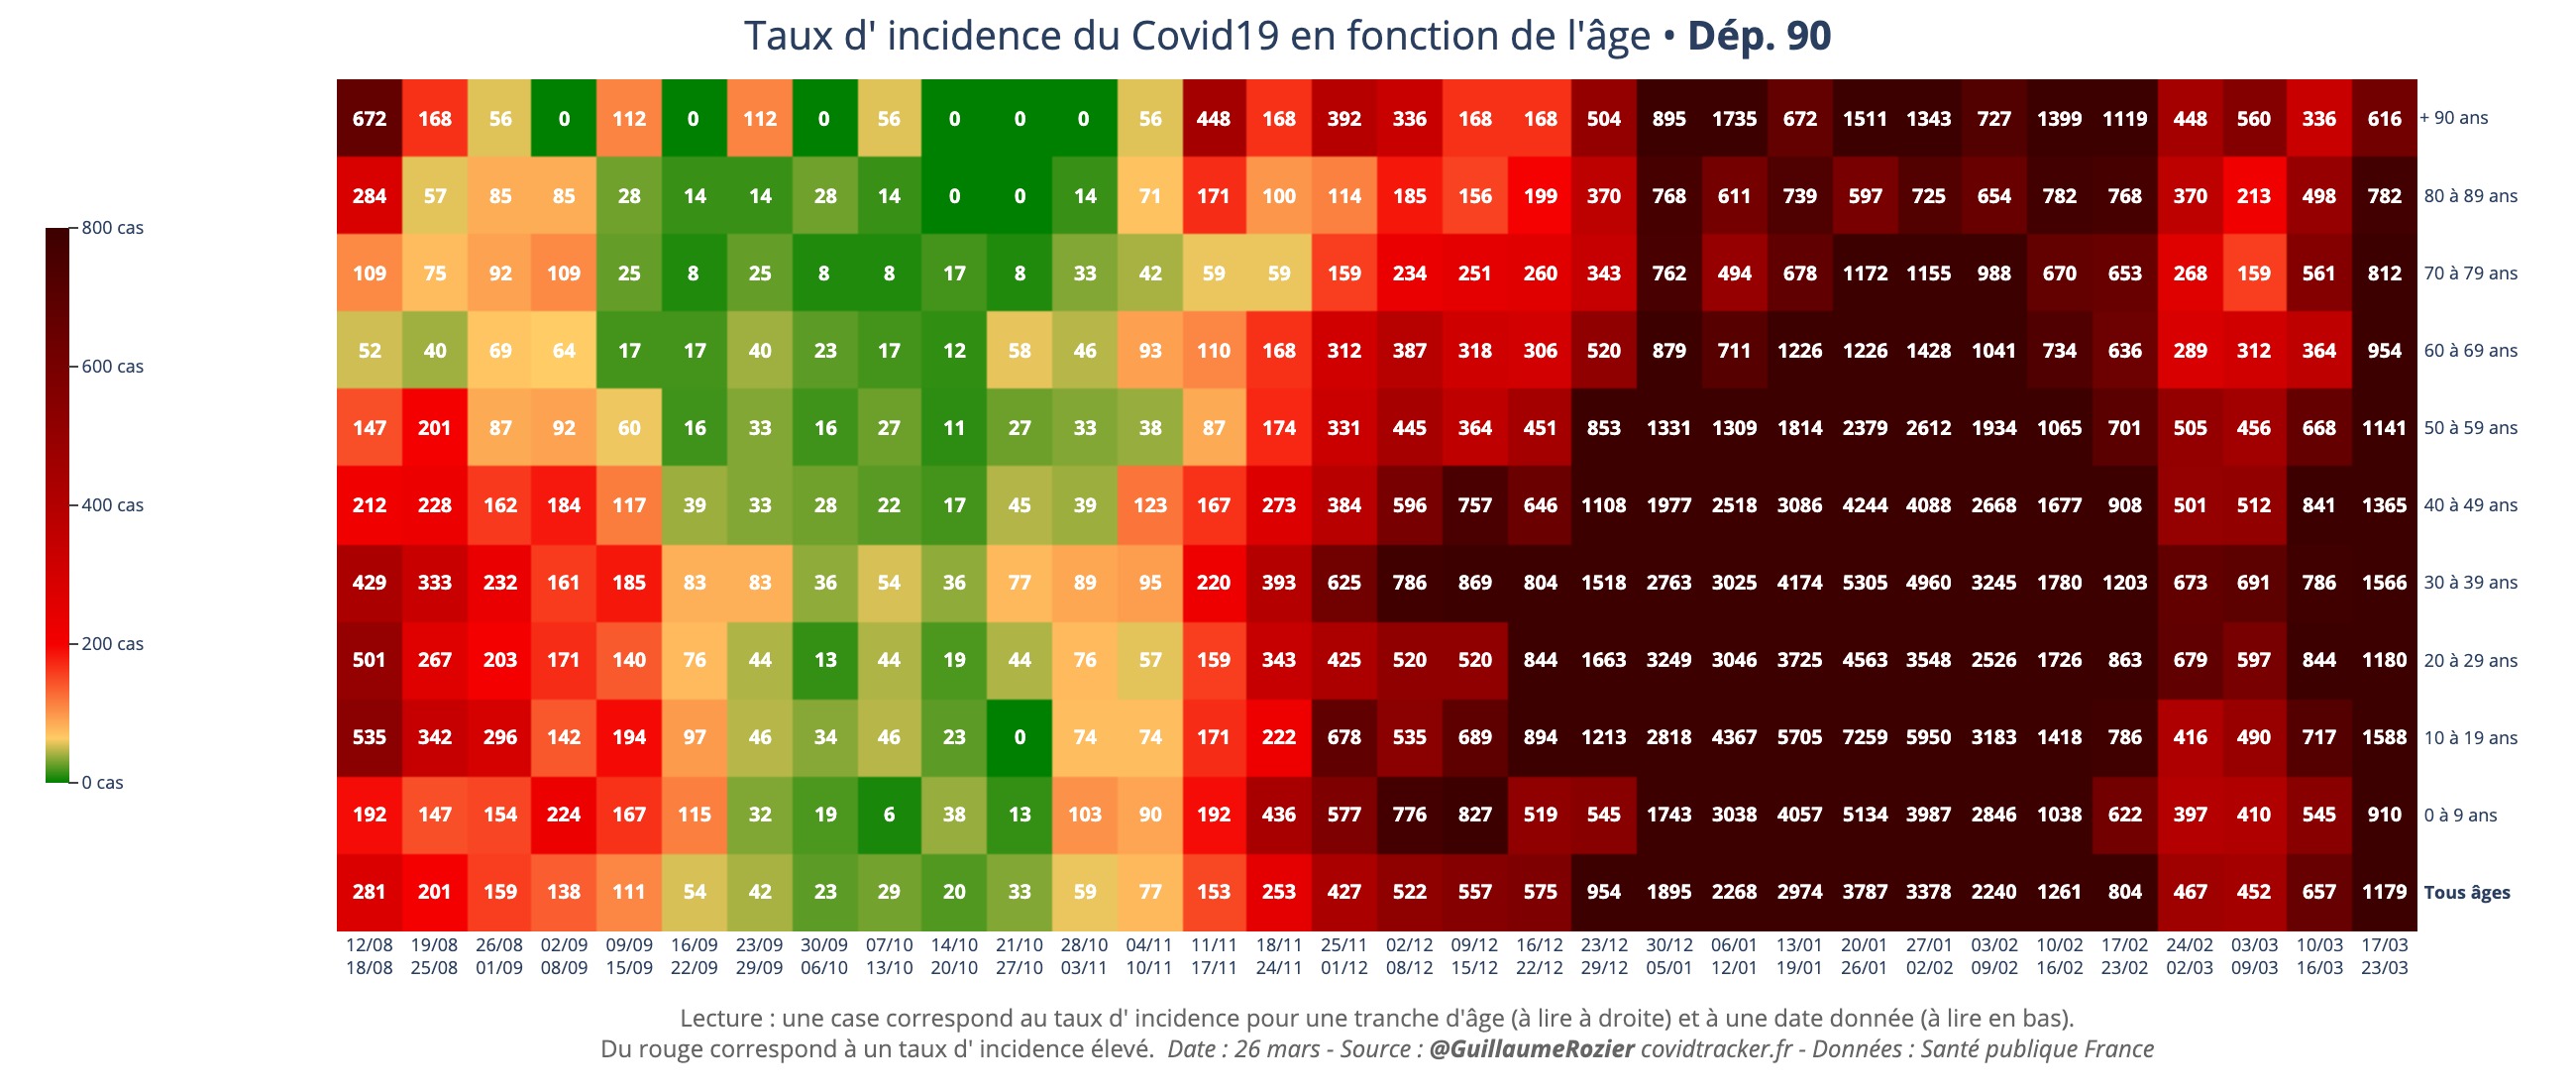 Taux d' incidence du Covid19 en fonction de l'âge • Dép. 90
672 168 56 0 112 0 112 0 56 0 0 0 56 448 168 392 336 168 168 504 895 1735 672 1511 1343 727 1399 1119 448 560 336 616 + 90 ans
284 57 85 85 28 14 14 28 14 0 0 14 71 171 100 114 185 156 199 370 768 611 739 597 725 654 782 768 370 213 498 782 80 à 89 ans
800 cas
109 75 92 109 25 8 25 8 8 17 8 33 42 59 59 159 234 251 260 343 762 494 678 1172 1155 988 670 653 268 159 561 812 70 à 79 ans
52 40 69 64 17 17 40 23 17 12 58 46 93 110 168 312 387 318 306 520 879 711 1226 1226 1428 1041 734 636 289 312 364 954 60 à 69 ans
600 cas
147 201 87 92 60 16 33 16 27 11 27 33 38 87 174 331 445 364 451 853 1331 1309 1814 2379 2612 1934 1065 701 505 456 668 1141 50 à 59 ans
400 cas
212 228 162 184 117 39 33 28 22 17 45 39 123 167 273 384 596 757 646 1108 1977 2518 3086 4244 4088 2668 1677 908 501 512 841 1365 40 à 49 ans
429 333 232 161 185 83 83 36 54 36 77 89 95 220 393 625 786 869 804 1518 2763 3025 4174 5305 4960 3245 1780 1203 673 691 786 1566 30 à 39 ans
200 cas
501 267 203 171 140 76 44 13 44 19 44 76 57 159 343 425 520 520 844 1663 3249 3046 3725 4563 3548 2526 1726 863 679 597 844 1180 20 à 29 ans
535 342 296 142 194 97 46 34 46 23 0 74 74 171 222 678 535 689 894 1213 2818 4367 5705 7259 5950 3183 1418 786 416 490 717 1588 10 à 19 ans
0 cas
192 147 154 224 167 115 32 19 6 38 13 103 90 192 436 577 776 827 519 545 1743 3038 4057 5134 3987 2846 1038 622 397 410 545 910 0 à 9 ans
281 201 159 138 111 54 42 23 29 20 33 59 77 153 253 427 522 557 575 954 1895 2268 2974 3787 3378 2240 1261 804 467 452 657 1179 Tous âges
12/08 19/08 26/08 02/09 09/09 16/09 23/09 30/09 07/10 14/10 21/10 28/10 04/11 11/11 18/11 25/11 02/12 09/12 16/12 23/12 30/12 06/01 13/01 20/01 27/01 03/02 10/02 17/02 24/02 03/03 10/03 17/03
18/08 25/08 01/09 08/09 15/09 22/09 29/09 06/10 13/10 20/10 27/10 03/11 10/11 17/11 24/11 01/12 08/12 15/12 22/12 29/12 05/01 12/01 19/01 26/01 02/02 09/02 16/02 23/02 02/03 09/03 16/03 23/03
Lecture : une case correspond au taux d' incidence pour une tranche d'âge (à lire à droite) et à une date donnée (à lire en bas).
Du rouge correspond à un taux d' incidence élevé. Date : 26 mars - Source : @GuillaumeRozier covidtracker.fr - Données : Santé publique France